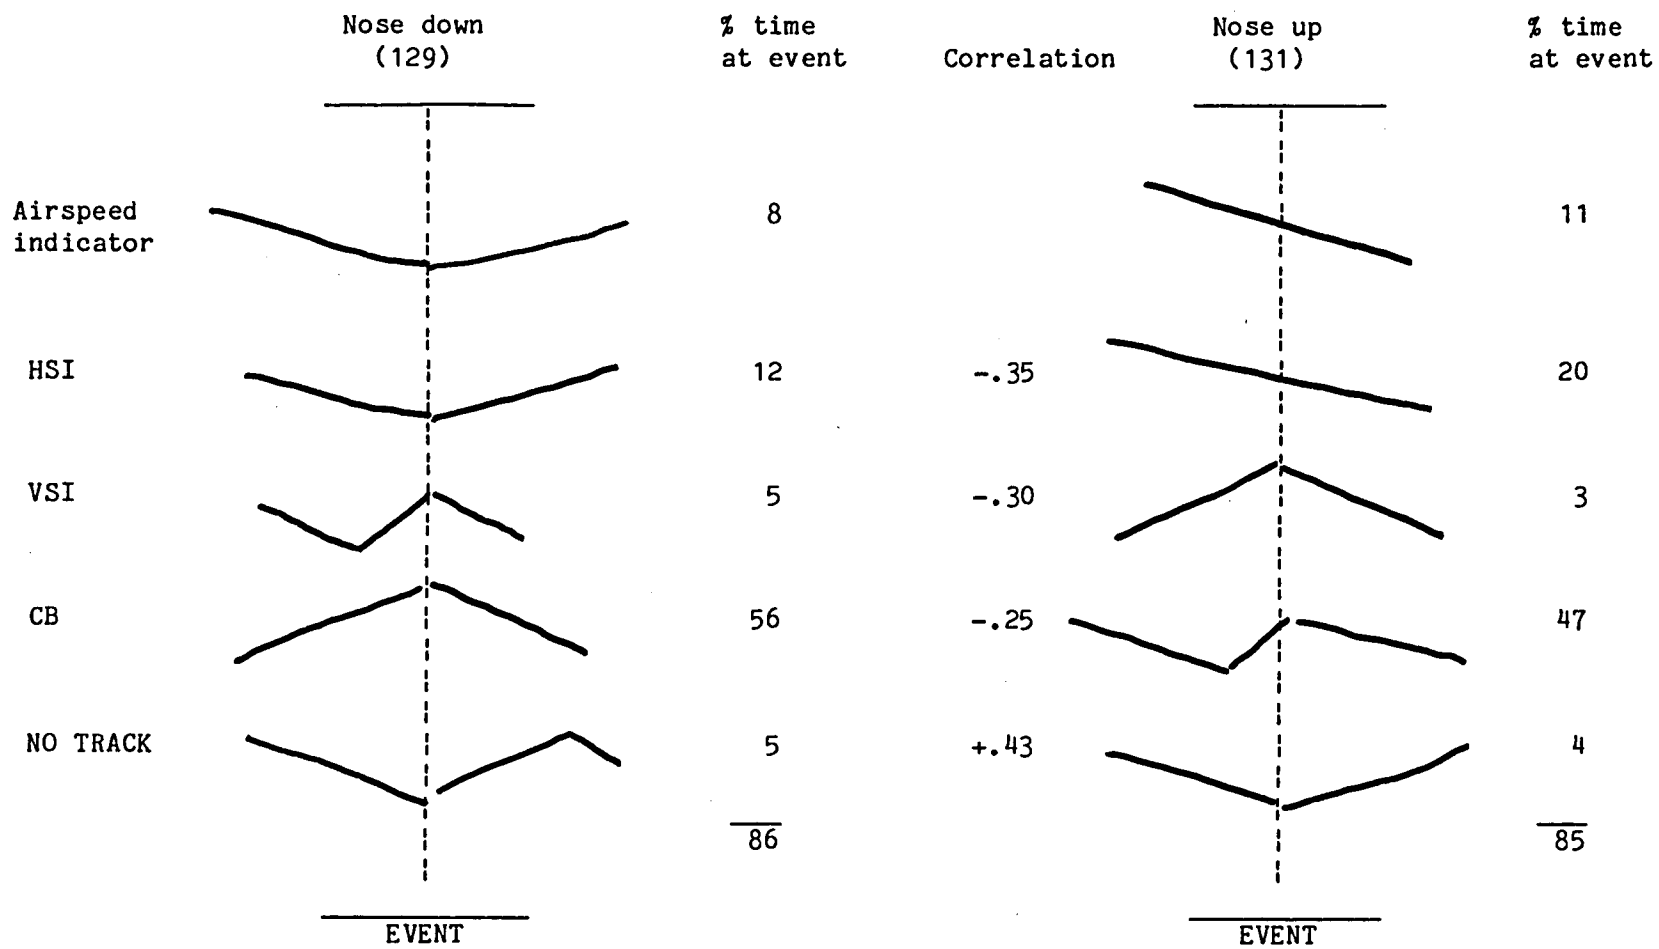 Nose down % time Nose up % time
(129) at event Correlation (131) at event
Airspeed 8 11
indicator
HSI 12 -.35 20
VSI 5 -.30 3
CB 56 -.25 47
NO TRACK 5 +.43 4
86 85
EVENT EVENT